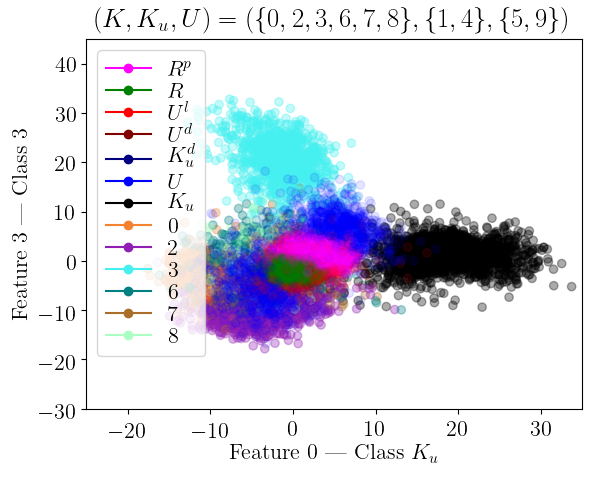 (K, K_u, U) = ({0, 2, 3, 6, 7, 8}, {1, 4}, {5, 9})
Feature 3 — Class 3
40
30
20
10
0
−10
−20
−30
R^p
R
U^l
U^d
K_u^d
U
K_u
0
2
3
6
7
8
−20 −10 0 10 20 30
Feature 0 — Class K_u